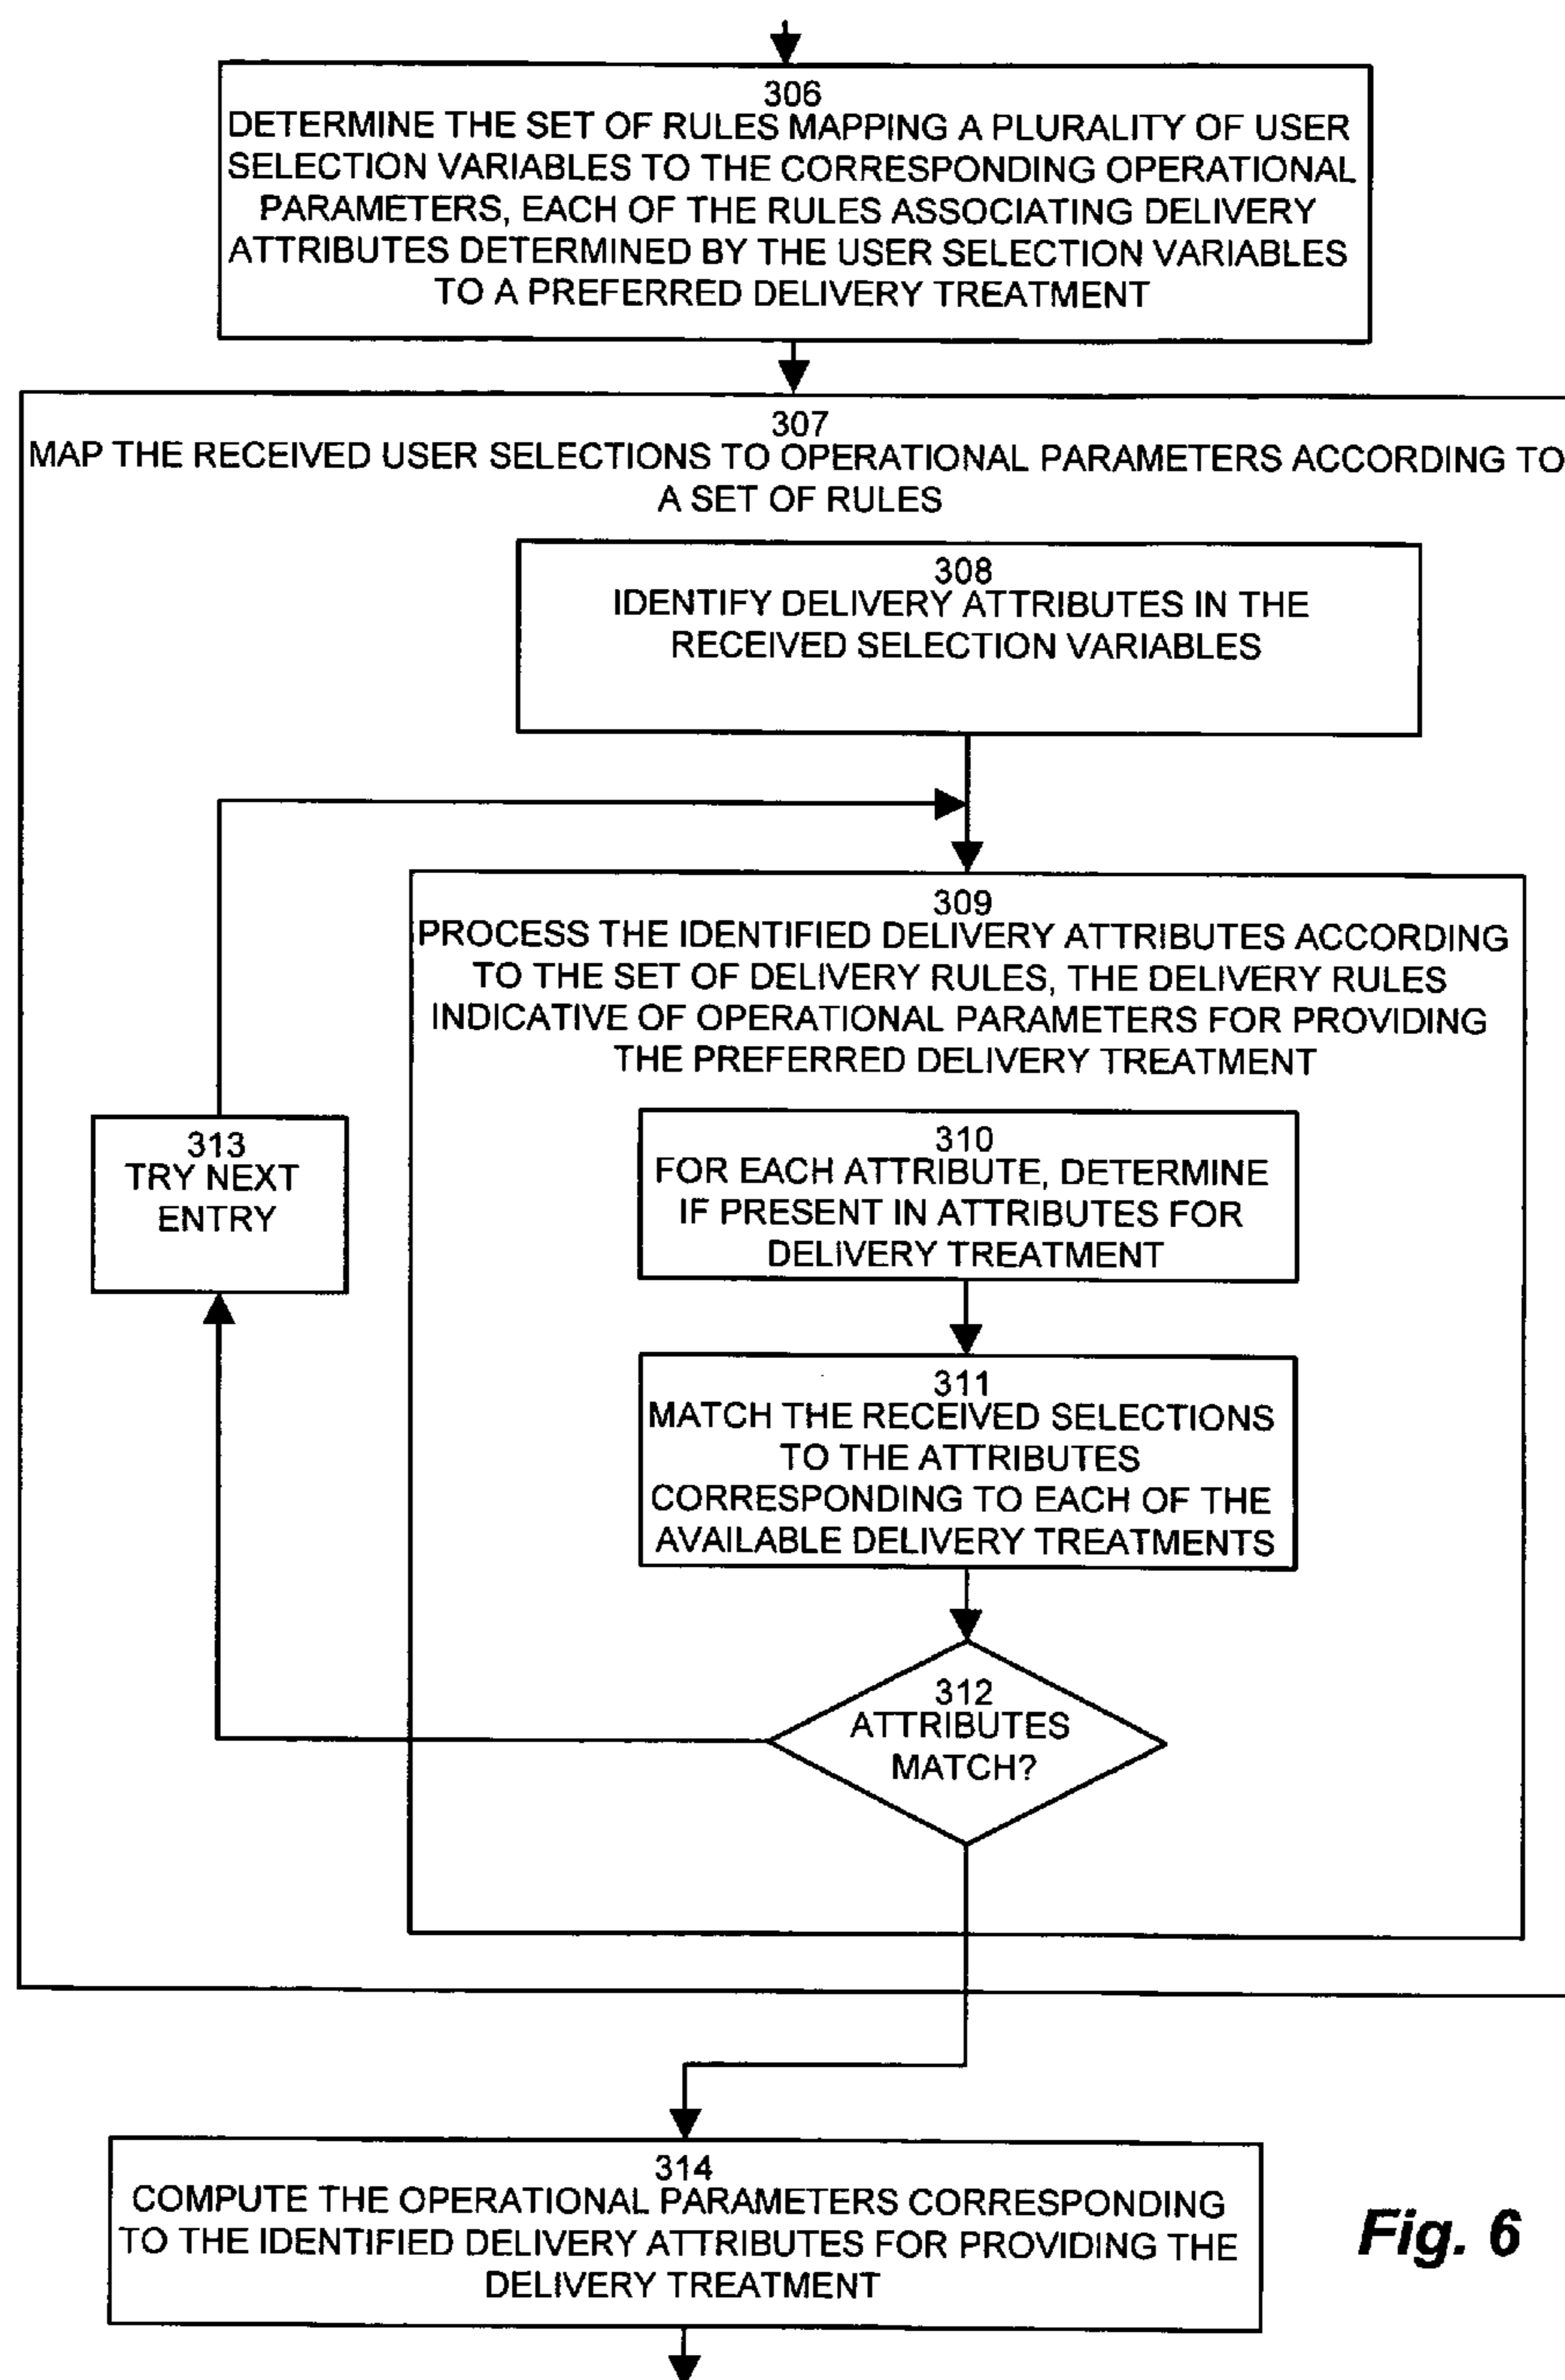 306
DETERMINE THE SET OF RULES MAPPING A PLURALITY OF USER
SELECTION VARIABLES TO THE CORRESPONDING OPERATIONAL
PARAMETERS, EACH OF THE RULES ASSOCIATING DELIVERY
ATTRIBUTES DETERMINED BY THE USER SELECTION VARIABLES
TO A PREFERRED DELIVERY TREATMENT
307
MAP THE RECEIVED USER SELECTIONS TO OPERATIONAL PARAMETERS ACCORDING TO
A SET OF RULES
308
IDENTIFY DELIVERY ATTRIBUTES IN THE
RECEIVED SELECTION VARIABLES
309
PROCESS THE IDENTIFIED DELIVERY ATTRIBUTES ACCORDING
TO THE SET OF DELIVERY RULES, THE DELIVERY RULES
INDICATIVE OF OPERATIONAL PARAMETERS FOR PROVIDING
THE PREFERRED DELIVERY TREATMENT
310
FOR EACH ATTRIBUTE, DETERMINE
IF PRESENT IN ATTRIBUTES FOR
DELIVERY TREATMENT
313
TRY NEXT
ENTRY
311
MATCH THE RECEIVED SELECTIONS
TO THE ATTRIBUTES
CORRESPONDING TO EACH OF THE
AVAILABLE DELIVERY TREATMENTS
312
ATTRIBUTES
MATCH?
314
COMPUTE THE OPERATIONAL PARAMETERS CORRESPONDING
TO THE IDENTIFIED DELIVERY ATTRIBUTES FOR PROVIDING THE
DELIVERY TREATMENT
Fig. 6